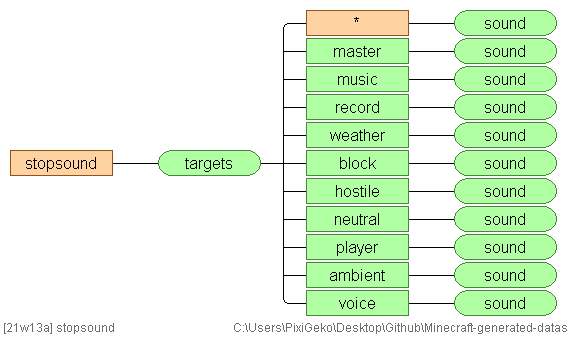 * sound
master sound
music sound
record sound
weather sound
stopsound targets block sound
hostile sound
neutral sound
player sound
ambient sound
voice sound
[21w13a] stopsound C:\Users\PixiGeko\Desktop\Github\Minecraft-generated-datas